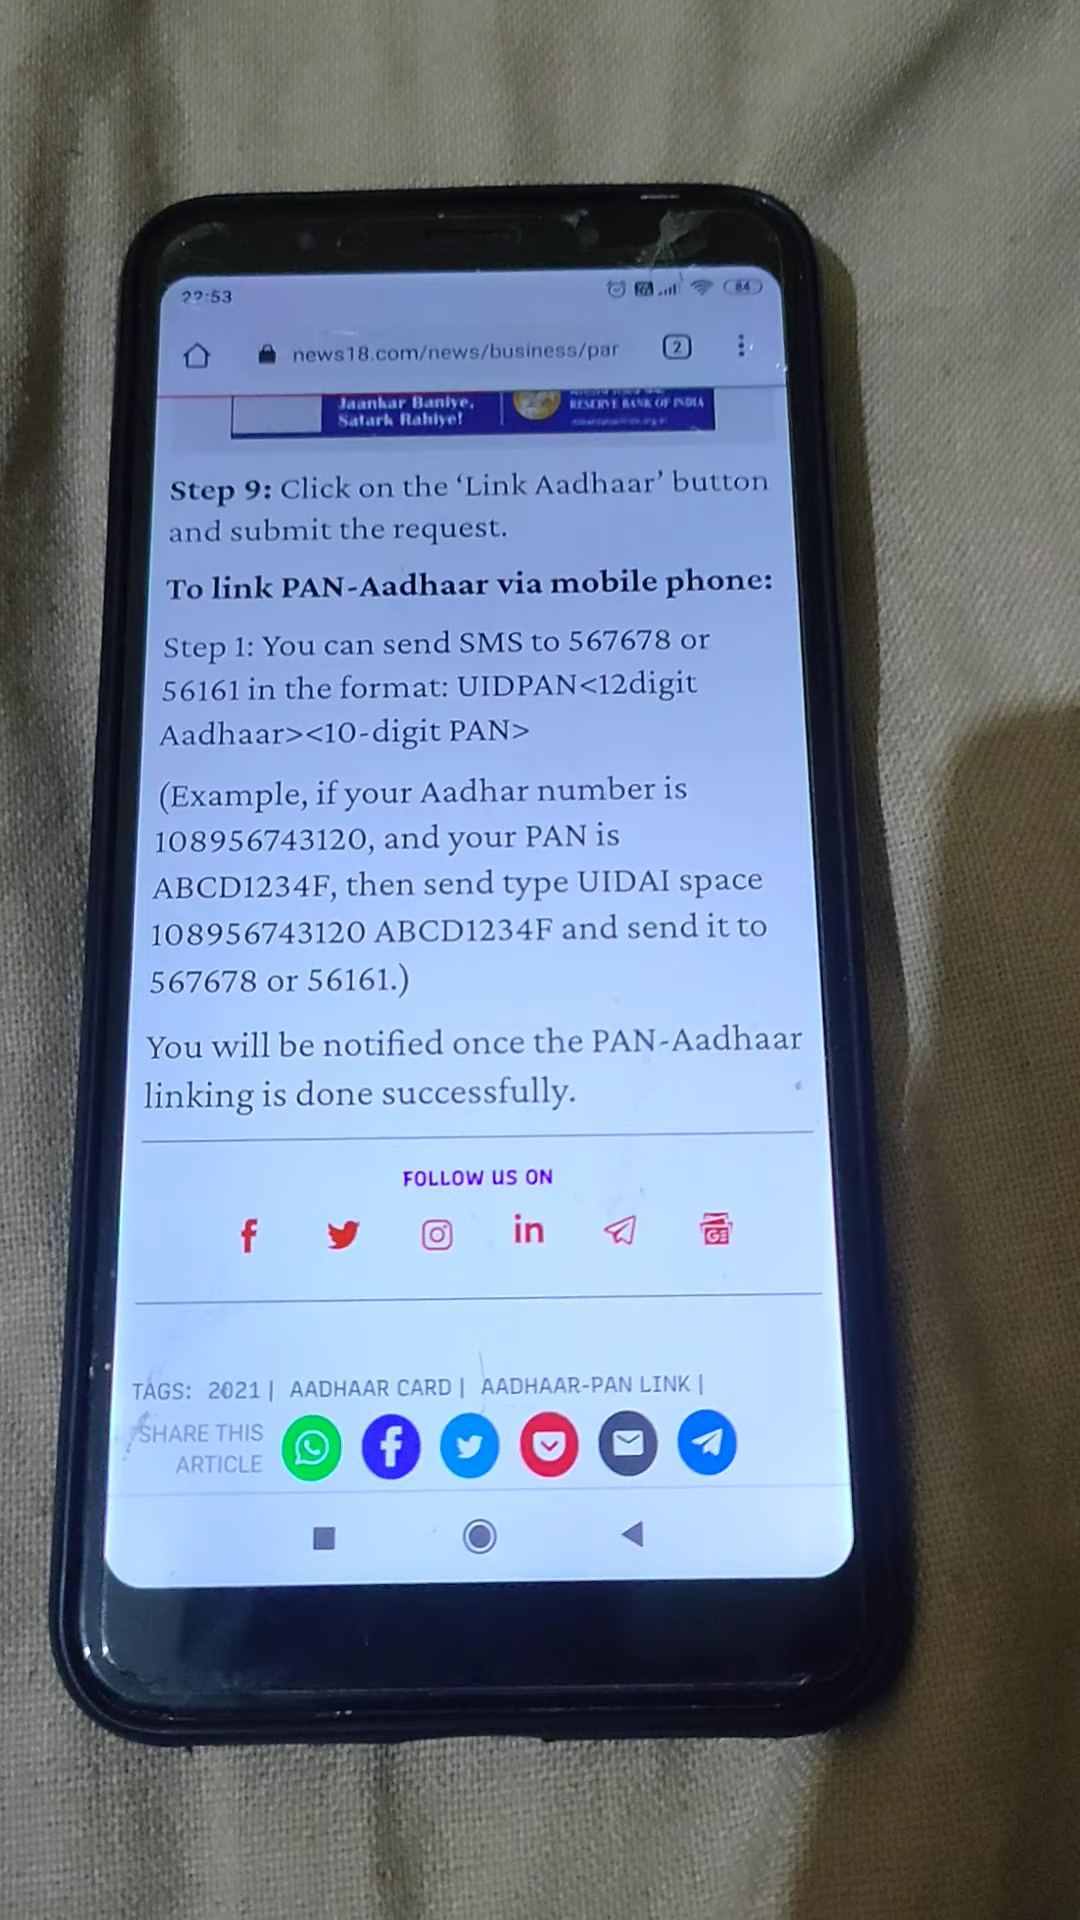 22:53
84
news18.com/news/business/par
2
Jaankar Baniye,
Satark Rahiye!
RESERVE BANK OF INDIA
Step 9: Click on the ‘Link Aadhaar’ button
and submit the request.
To link PAN-Aadhaar via mobile phone:
Step 1: You can send SMS to 567678 or
56161 in the format: UIDPAN<12digit
Aadhaar><10-digit PAN>
(Example, if your Aadhar number is
108956743120, and your PAN is
ABCD1234F, then send type UIDAI space
108956743120 ABCD1234F and send it to
567678 or 56161.)
You will be notified once the PAN-Aadhaar
linking is done successfully.
FOLLOW US ON
f in GE
TAGS: 2021 | AADHAAR CARD | AADHAAR-PAN LINK |
SHARE THIS
ARTICLE